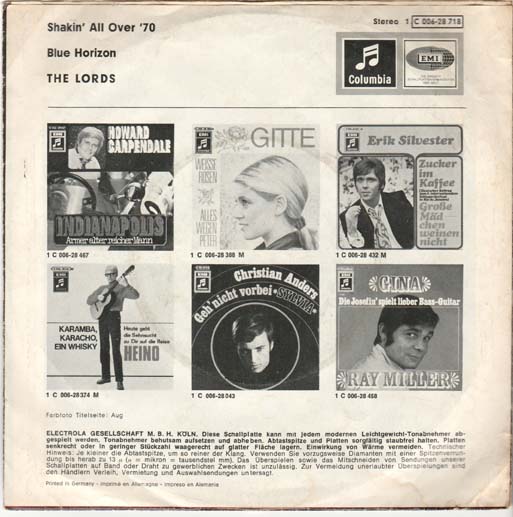 Shakin' All Over '70
Blue Horizon
THE LORDS
Stereo 1 C 006-28 718
Columbia
EMI
HOWARD
CARPENDALE
INDIANAPOLIS
Armer alter reicher Mann
1 C 006-28 467
GITTE
WEISSE
ROSEN
ALLES
WEGEN
PETER
1 C 006-28 388 M
Erik Silvester
Zucker
im
Kaffee
Große
Mäd
chen
weinen
nicht
1 C 006-28 432 M
KARAMBA,
KARACHO,
EIN WHISKY
Heute geht
die Sehnsucht
zu Dir auf die Reise
HEINO
1 C 006-28374 M
Christian Anders
Geh' nicht vorbei • SYLVIA •
1 C 006-28 043
GINA
Die Josefin' spielt lieber Bass-Guitar
RAY MILLER
1 C 006-28 458
Farbfoto Titelseite: Aug
ELECTROLA GESELLSCHAFT M. B. H. KÖLN. Diese Schallplatte kann mit jedem modernen Leichtgewicht-Tonabnehmer ab-
gespielt werden. Tonabnehmer behutsam aufsetzen und abheben. Abtastspitze und Platten sorgfältig staubfrei halten. Platten
senkrecht oder in geringer Stückzahl waagerecht auf glatter Fläche lagern. Einwirkung von Wärme vermeiden. Technischer
Hinweis: Je kleiner die Abtastspitze, um so reiner der Klang. Verwenden Sie vorzugsweise Diamanten mit einer Spitzenverrun-
dung bis herab zu 13 µ (µ = mikron = tausendstel mm). Das Überspielen sowie das Mitschneiden von Sendungen unserer
Schallplatten auf Band oder Draht zu gewerblichen Zwecken ist unzulässig. Zur Vermeidung unerlaubter Überspielungen sind
den Händlern Verleih, Vermietung und Auswahlsendungen untersagt.
Printed in Germany - Imprimé en Allemagne - Impreso en Alemania